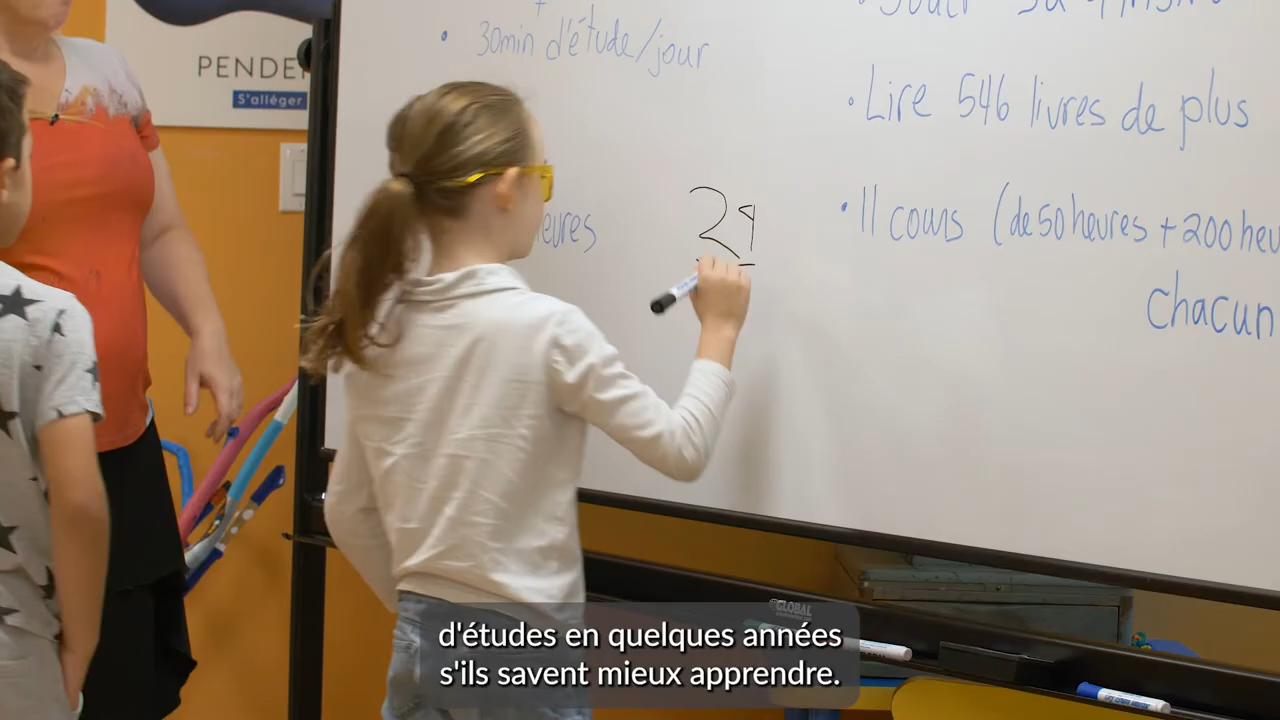 PENDE
S'alléger
• 30min d'étude/jour
heures
29
• Lire 546 livres de plus
• 11 cours (de 50 heures + 200 heu
chacun
GLOBAL
d'études en quelques années
s'ils savent mieux apprendre.